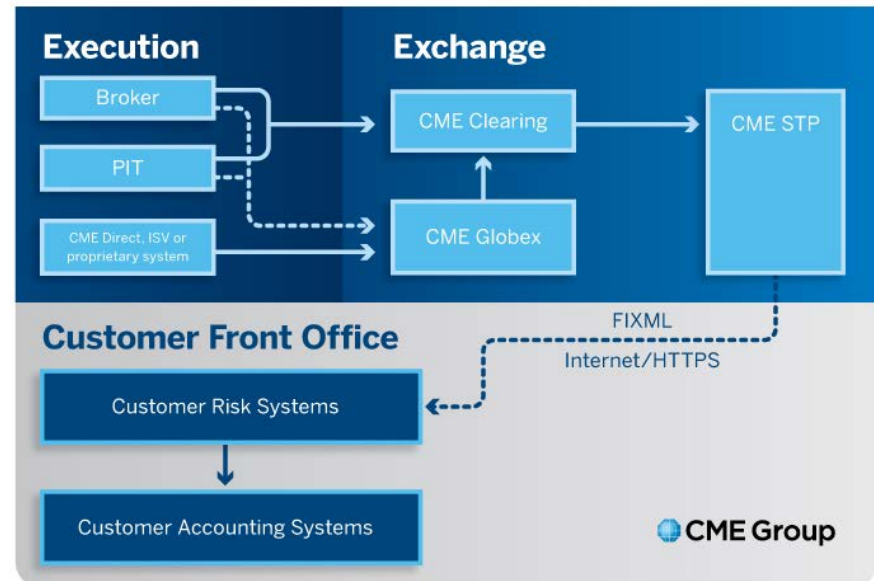 Execution
Exchange
Broker
PIT
CME Direct, ISV or
proprietary system
CME Clearing
CME Globex
CME STP
FIXML
Internet/HTTPS
Customer Front Office
Customer Risk Systems
Customer Accounting Systems
CME Group